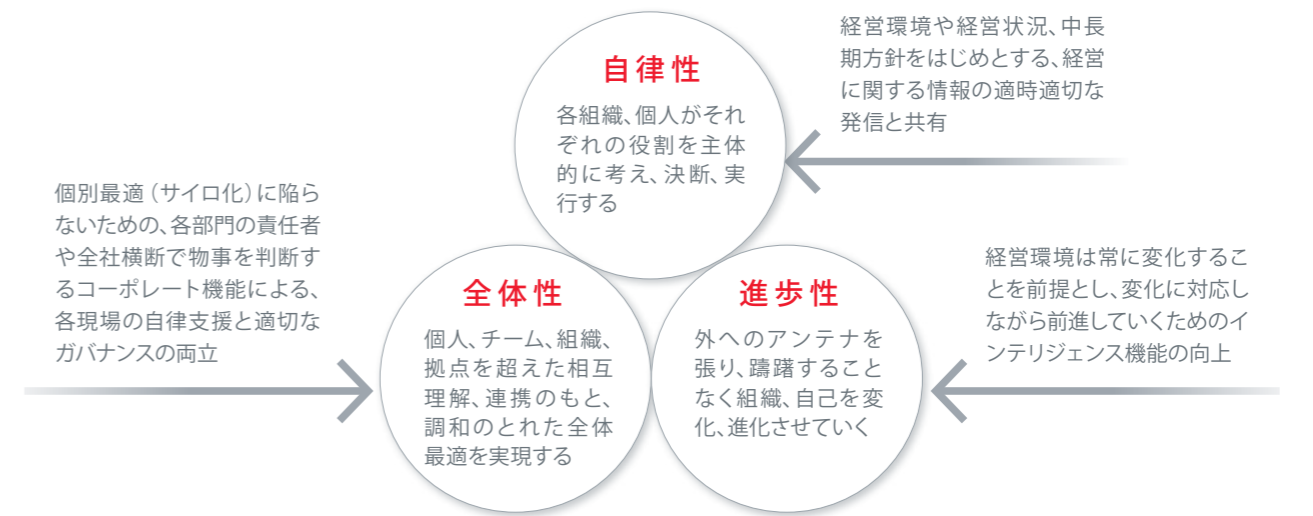 自律性
各組織、個人がそれ
ぞれの役割を主体
的に考え、決断、実
行する
経営環境や経営状況、中長
期方針をはじめとする、経営
に関する情報の適時適切な
発信と共有
個別最適（サイロ化）に陥ら
ないための、各部門の責任者
や全社横断で物事を判断す
るコーポレート機能による、
各現場の自律支援と適切な
ガバナンスの両立
全体性
個人、チーム、組織、
拠点を超えた相互
理解、連携のもと、
調和のとれた全体
最適を実現する
進歩性
外へのアンテナを
張り、躊躇すること
なく組織、自己を変
化、進化させていく
経営環境は常に変化するこ
とを前提とし、変化に対応し
ながら前進していくためのイ
ンテリジェンス機能の向上